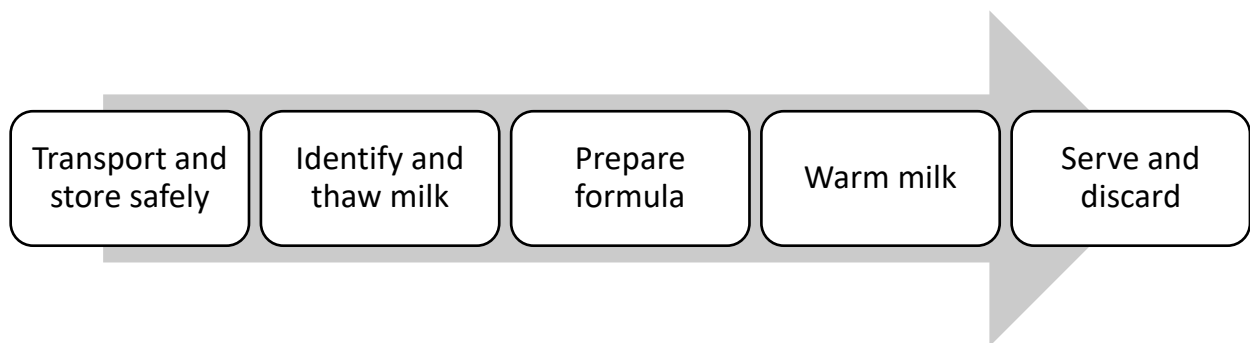 Transport and
store safely
Identify and
thaw milk
Prepare
formula
Warm milk
Serve and
discard